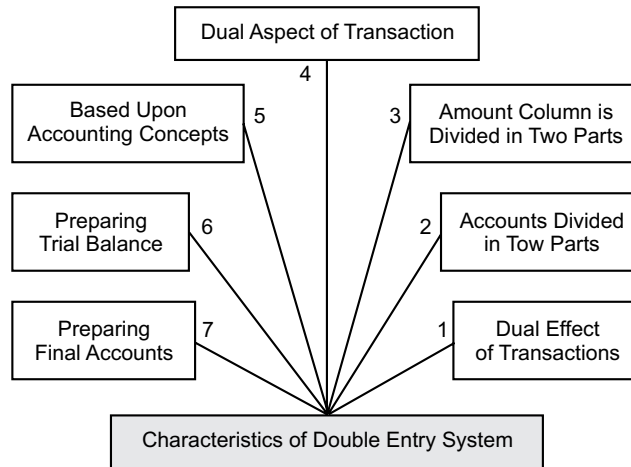 Dual Aspect of Transaction
4
Based Upon
Accounting Concepts
5
3
Amount Column is
Divided in Two Parts
Preparing
Trial Balance
6
2
Accounts Divided
in Tow Parts
Preparing
Final Accounts
7
1
Dual Effect
of Transactions
Characteristics of Double Entry System